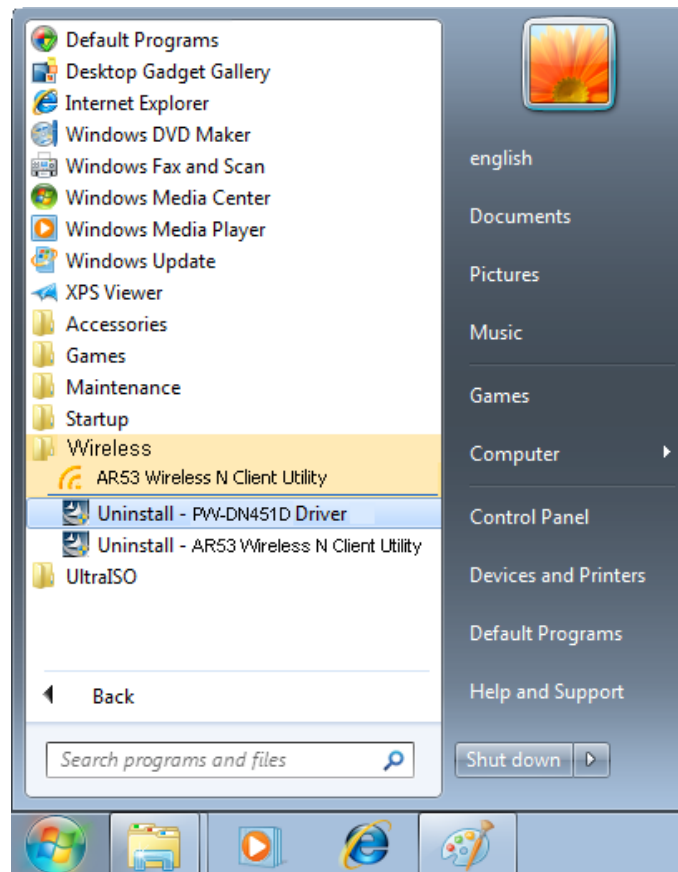 Default Programs
Desktop Gadget Gallery
Internet Explorer
Windows DVD Maker
Windows Fax and Scan
Windows Media Center
Windows Media Player
Windows Update
XPS Viewer
Accessories
Games
Maintenance
Startup
Wireless
AR53 Wireless N Client Utility
Uninstall - PW-DN451D Driver
Uninstall - AR53 Wireless N Client Utility
UltraISO
Back
Search programs and files
english
Documents
Pictures
Music
Games
Computer
Control Panel
Devices and Printers
Default Programs
Help and Support
Shut down